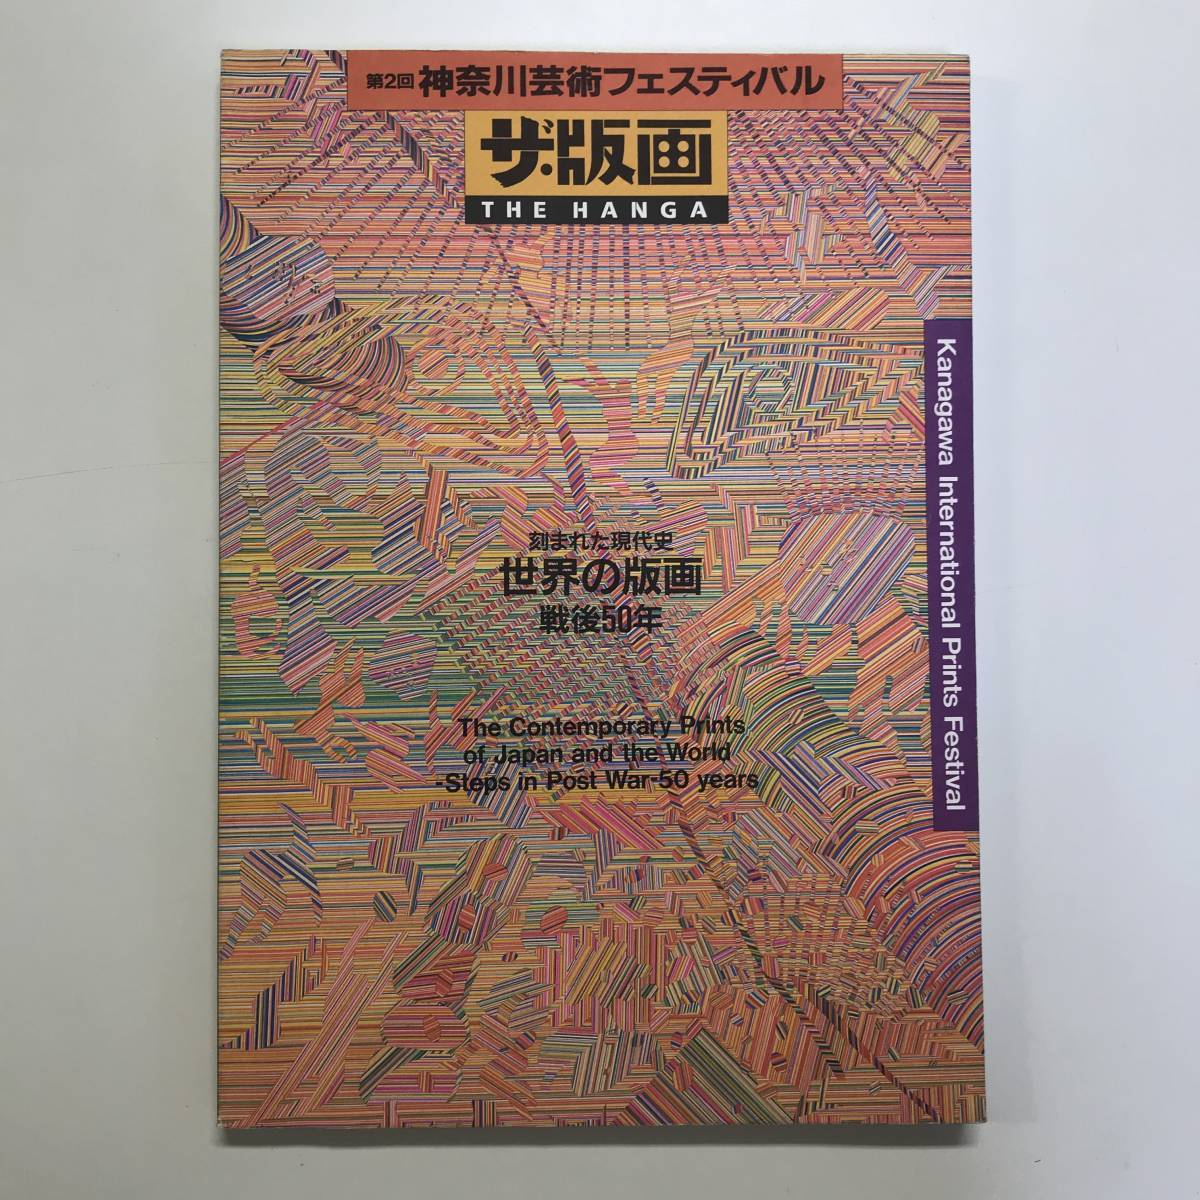 第2回 神奈川芸術フェスティバル
ザ・版画
THE HANGA
刻まれた現代史
世界の版画
戦後50年
The Contemporary Prints
of Japan and the World
-Steps in Post War-50 years
Kanagawa International Prints Festival